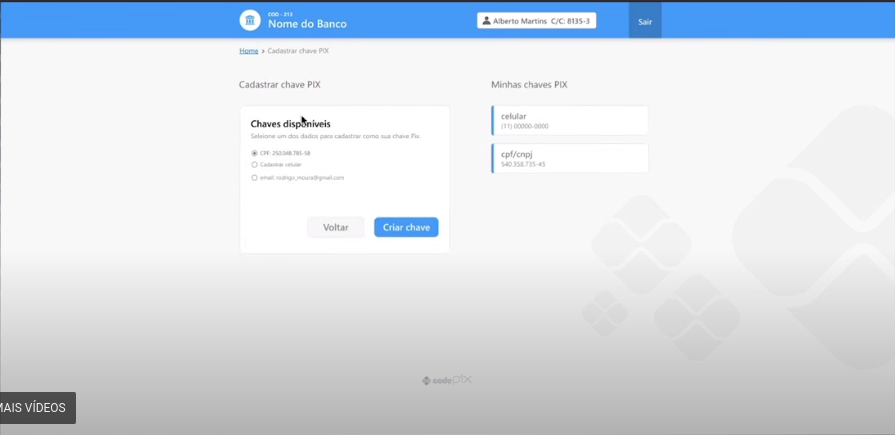 COD - 213
Nome do Banco
Alberto Martins C/C: 8135-3
Sair
Home > Cadastrar chave PIX
Cadastrar chave PIX
Minhas chaves PIX
Chaves disponíveis
Selecione um dos dados para cadastrar como sua chave Pix
CPF: 250.048.785-58
Cadastrar celular
email: rodrigo_moura@gmail.com
Voltar
Criar chave
celular
(11) 00000-0000
cpf/cnpj
540.358.735-45
codepix
MAIS VÍDEOS